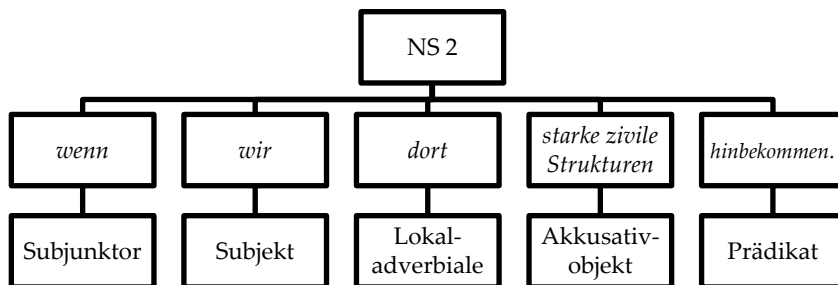 NS 2
wenn
wir
dort
starke zivile
Strukturen
hinbekommen.
Subjunktor
Subjekt
Lokal-
adverbiale
Akkusativ-
objekt
Prädikat